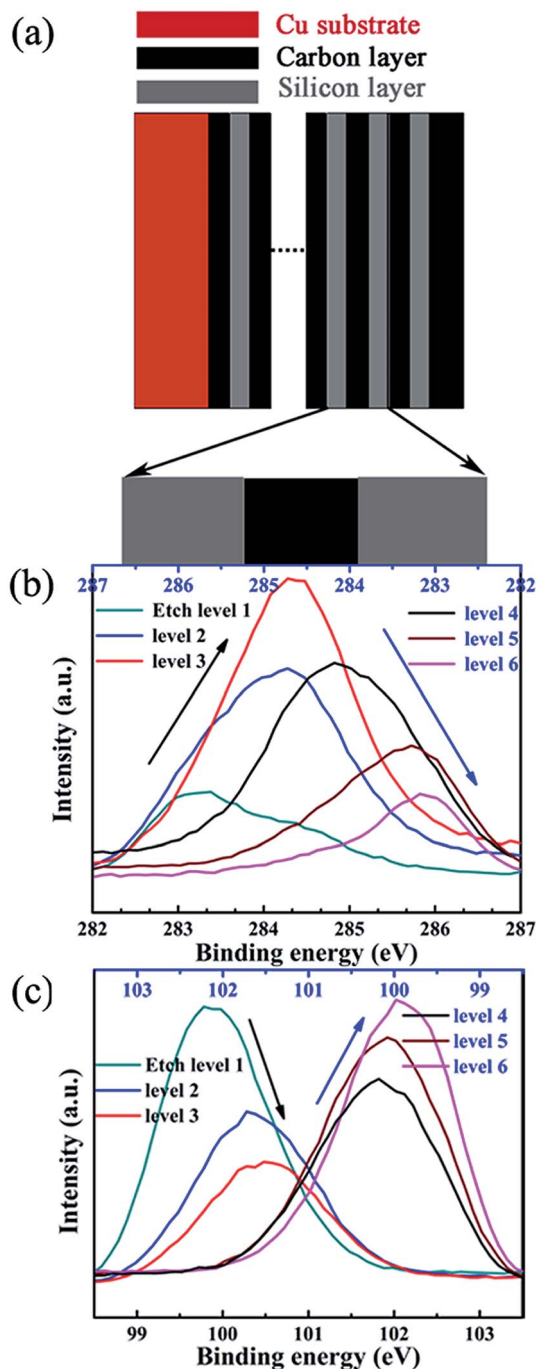 (a)
Cu substrate
Carbon layer
Silicon layer
(b)
287 286 285 284 283 282
Etch level 1
level 2
level 3
level 4
level 5
level 6
Intensity (a.u.)
282 283 284 285 286 287
Binding energy (eV)
(c)
103 102 101 100 99
Etch level 1
level 2
level 3
level 4
level 5
level 6
Intensity (a.u.)
99 100 101 102 103
Binding energy (eV)